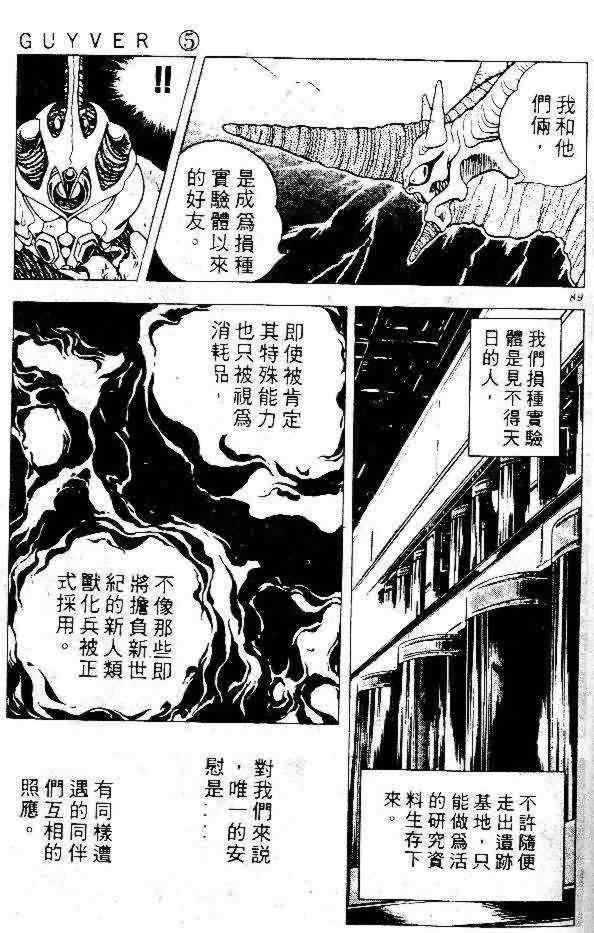 GUYVER ⑤
我和他
們倆，
是成爲損種
實驗體以來
的好友。
!!
89
我們損種實驗
體是見不得天
日的人，
不許隨便
走出遺跡
基地，只
能做爲活
的研究資
料生存下
來。
即使被肯定
其特殊能力
也只被視爲
消耗品，
不像那些即
將擔負新世
紀的新人類
獸化兵被正
式採用。
對我們來說
，唯一的安
慰是……
有同樣遭
遇的同伴
們互相的
照應。